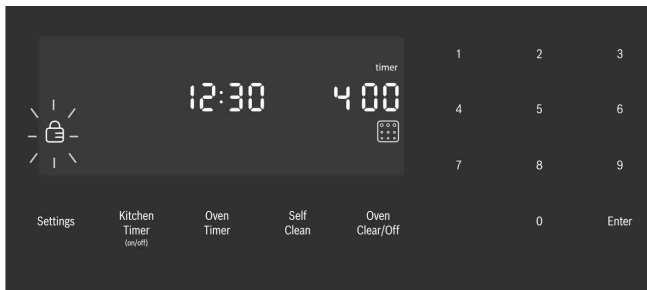 timer
12:30 4 00
1 2 3
4 5 6
7 8 9
0 Enter
Settings
Kitchen
Timer
(on/off)
Oven
Timer
Self
Clean
Oven
Clear/Off